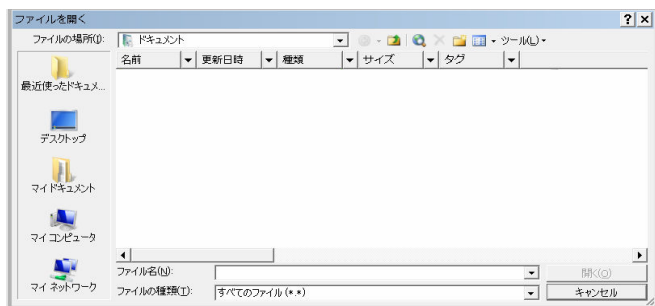 ファイルを開く
ファイルの場所(I): ドキュメント ツール(L)
名前 更新日時 種類 サイズ タグ
最近使ったドキュメ...
デスクトップ
マイドキュメント
マイ コンピュータ
マイ ネットワーク
ファイル名(N):
ファイルの種類(T): すべてのファイル (*.*)
開く(O)
キャンセル